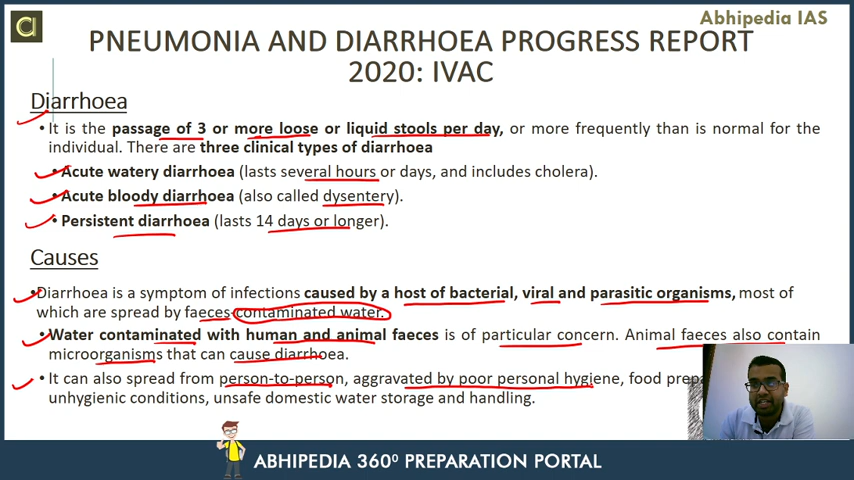 Abhipedia IAS
PNEUMONIA AND DIARRHOEA PROGRESS REPORT
2020: IVAC
Diarrhoea
• It is the passage of 3 or more loose or liquid stools per day, or more frequently than is normal for the
individual. There are three clinical types of diarrhoea
• Acute watery diarrhoea (lasts several hours or days, and includes cholera).
• Acute bloody diarrhoea (also called dysentery).
• Persistent diarrhoea (lasts 14 days or longer).
Causes
• Diarrhoea is a symptom of infections caused by a host of bacterial, viral and parasitic organisms, most of
which are spread by faeces-contaminated water.
• Water contaminated with human and animal faeces is of particular concern. Animal faeces also contain
microorganisms that can cause diarrhoea.
• It can also spread from person-to-person, aggravated by poor personal hygiene, food
unhygienic conditions, unsafe domestic water storage and handling.
ABHIPEDIA 360⁰ PREPARATION PORTAL